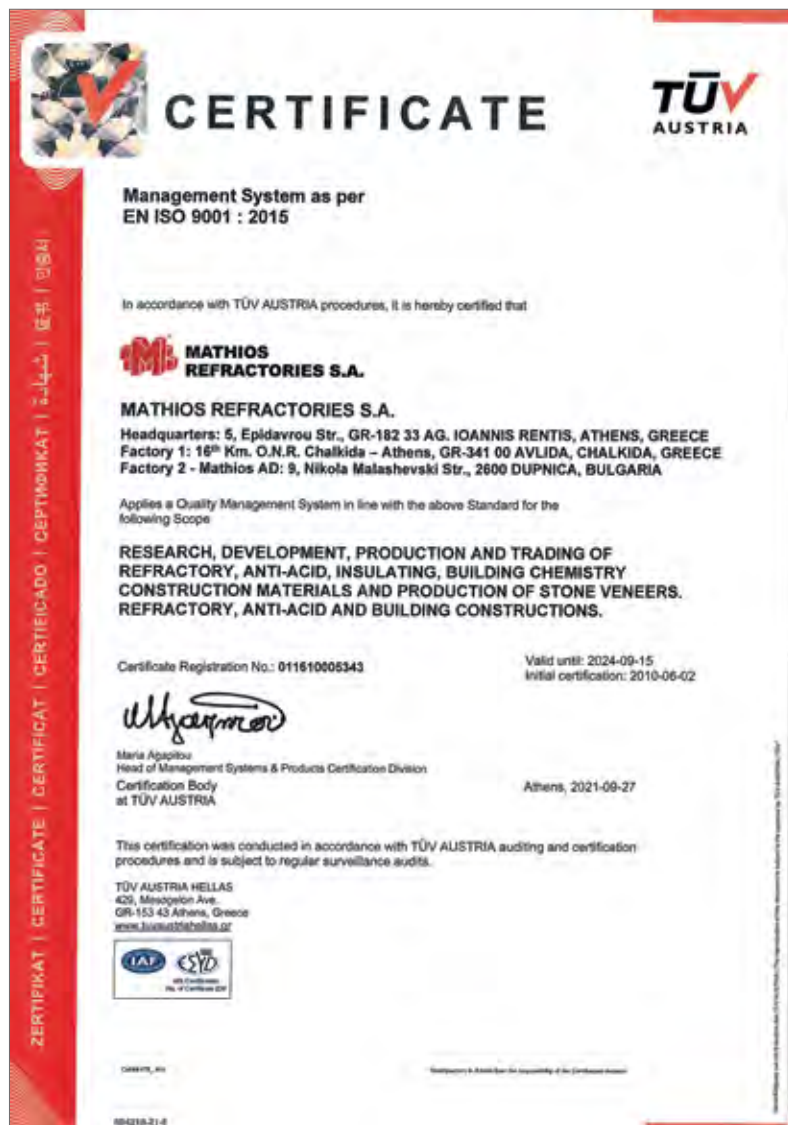 CERTIFICATE
TÜV
AUSTRIA
Management System as per
EN ISO 9001 : 2015
In accordance with TÜV AUSTRIA procedures, it is hereby certified that
MATHIOS
REFRACTORIES S.A.
MATHIOS REFRACTORIES S.A.
Headquarters: 5, Epidavrou Str., GR-182 33 AG. IOANNIS RENTIS, ATHENS, GREECE
Factory 1: 16th Km. O.N.R. Chalkida – Athens, GR-341 00 AVLIDA, CHALKIDA, GREECE
Factory 2 - Mathios AD: 9, Nikola Malashevski Str., 2600 DUPNICA, BULGARIA
Applies a Quality Management System in line with the above Standard for the
following Scope
RESEARCH, DEVELOPMENT, PRODUCTION AND TRADING OF
REFRACTORY, ANTI-ACID, INSULATING, BUILDING CHEMISTRY
CONSTRUCTION MATERIALS AND PRODUCTION OF STONE VENEERS.
REFRACTORY, ANTI-ACID AND BUILDING CONSTRUCTIONS.
Certificate Registration No.: 011610005343
Valid until: 2024-09-15
Initial certification: 2010-06-02
Maria Agapitou
Head of Management Systems & Products Certification Division
Certification Body
at TÜV AUSTRIA
Athens, 2021-09-27
This certification was conducted in accordance with TÜV AUSTRIA auditing and certification
procedures and is subject to regular surveillance audits.
TÜV AUSTRIA HELLAS
429, Mesogeion Ave.
GR-153 43 Athens, Greece
www.tuvaustriahellas.gr
IAF
ESYD
ZERTIFIKAT | CERTIFICATE | CERTIFICAT | CERTIFICADO | СЕРТИФИКАТ | شهادة | 证书 | 인증서